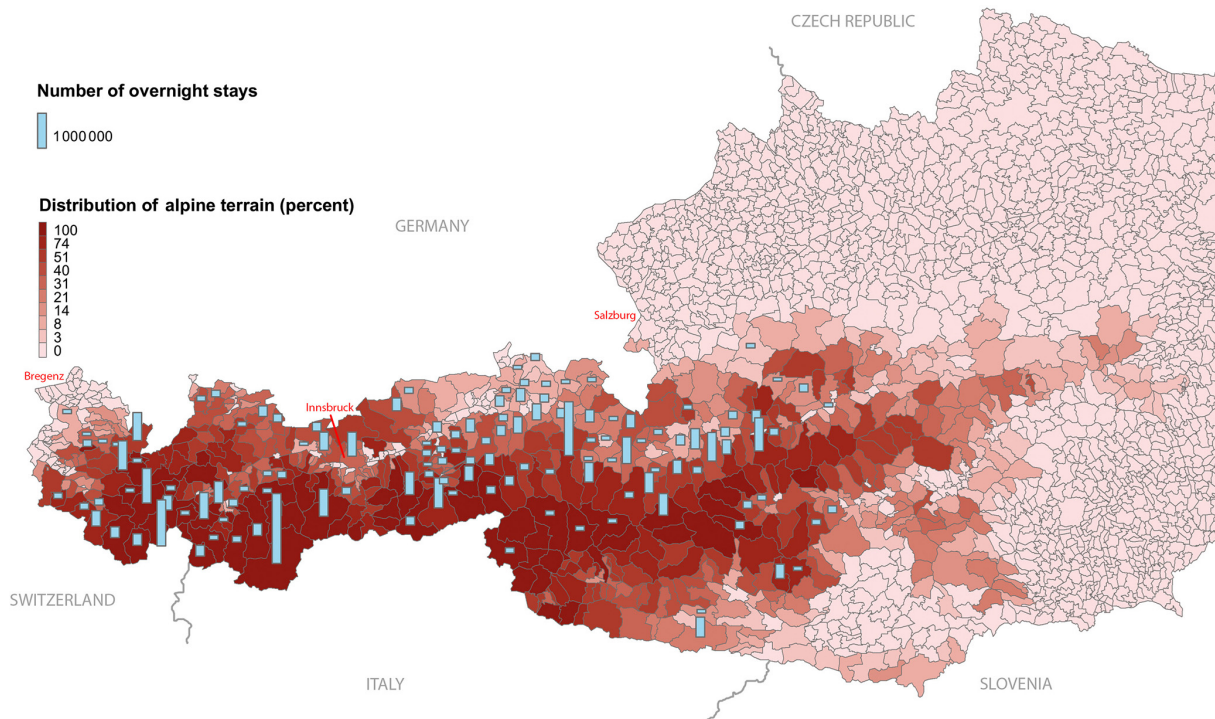 CZECH REPUBLIC
Number of overnight stays
1 000 000
Distribution of alpine terrain (percent)
100
74
51
40
31
21
14
8
3
0
GERMANY
Salzburg
Bregenz
Innsbruck
SWITZERLAND
ITALY
SLOVENIA